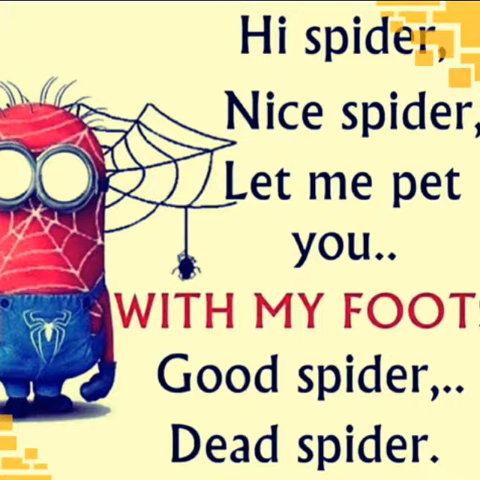 Hi spider,
Nice spider,
Let me pet
you..
WITH MY FOOT
Good spider,..
Dead spider.